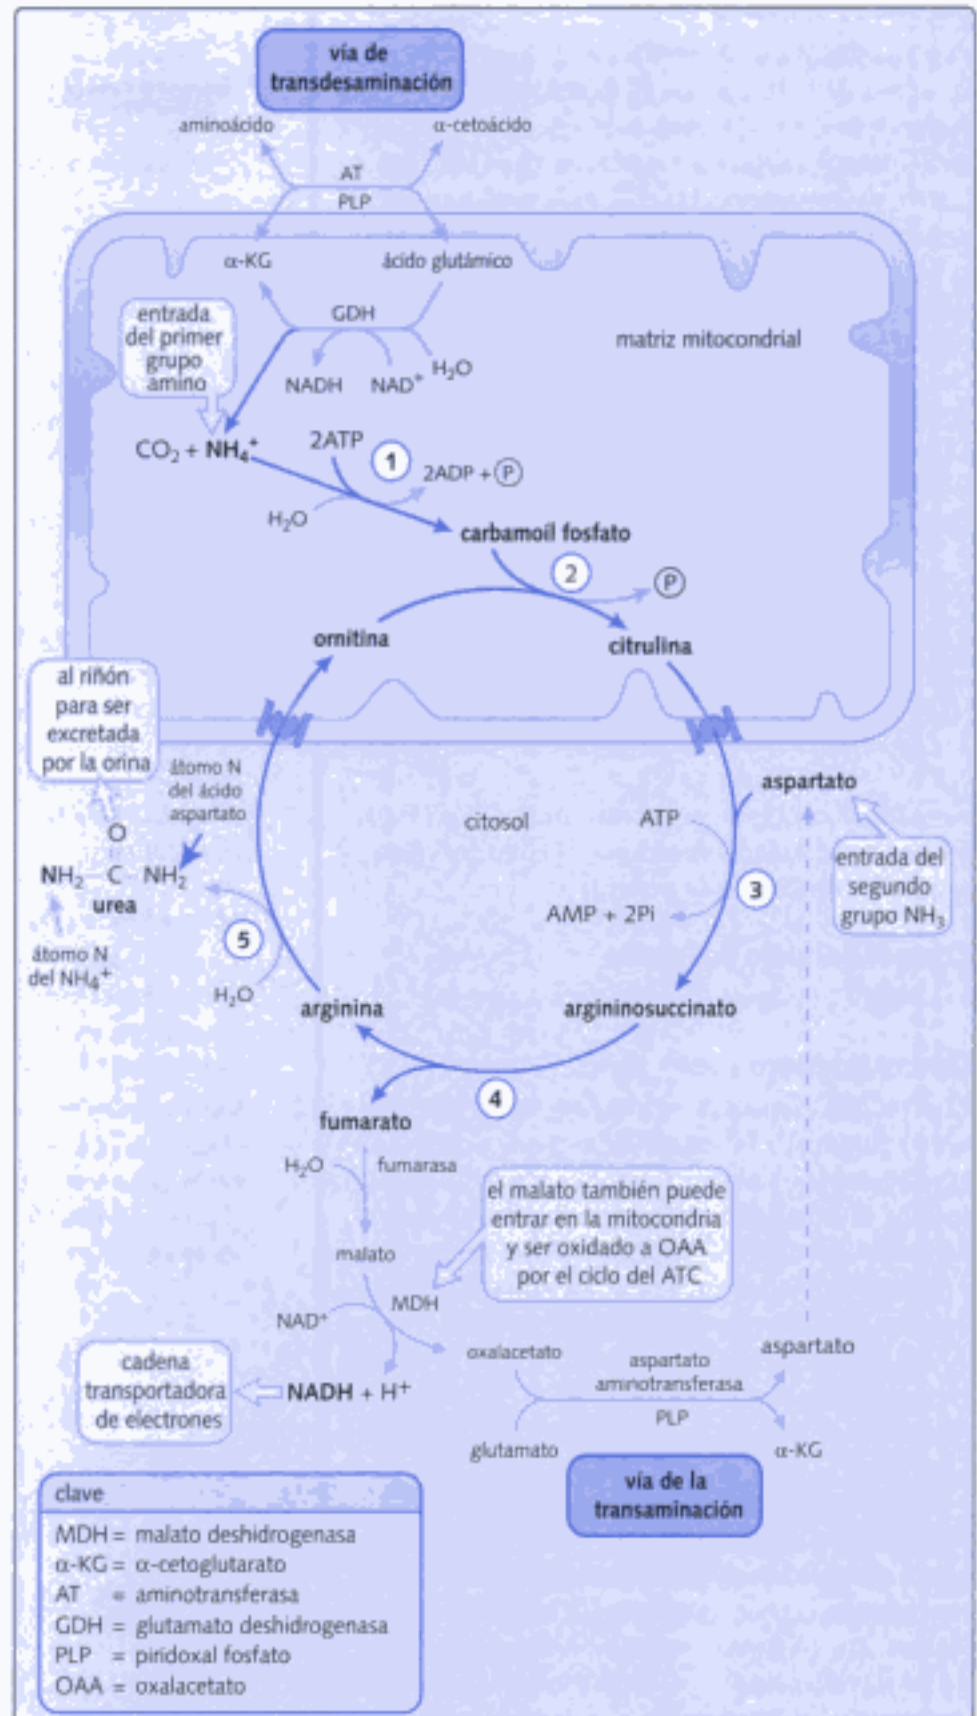 vía de
transdesaminación
aminoácido
α-cetoácido
AT
PLP
α-KG
ácido glutámico
entrada
del primer
grupo
amino
GDH
matriz mitocondrial
NADH
NAD⁺
H₂O
CO₂ + NH₄⁺
2ATP
1
2ADP + P
H₂O
carbamoíl fosfato
2
P
ornitina
citrulina
al riñón
para ser
excretada
por la orina
átomo N
del ácido
aspartato
citosol
ATP
aspartato
O
NH₂ C NH₂
urea
entrada del
segundo
grupo NH₃
3
AMP + 2Pi
5
átomo N
del NH₄⁺
H₂O
arginina
argininosuccinato
4
fumarato
H₂O
fumarasa
el malato también puede
entrar en la mitocondria
y ser oxidado a OAA
por el ciclo del ATC
malato
MDH
NAD⁺
oxalacetato
aspartato
aminotransferasa
aspartato
cadena
transportadora
de electrones
NADH + H⁺
PLP
glutamato
α-KG
vía de la
transaminación
clave
MDH = malato deshidrogenasa
α-KG = α-cetoglutarato
AT = aminotransferasa
GDH = glutamato deshidrogenasa
PLP = piridoxal fosfato
OAA = oxalacetato